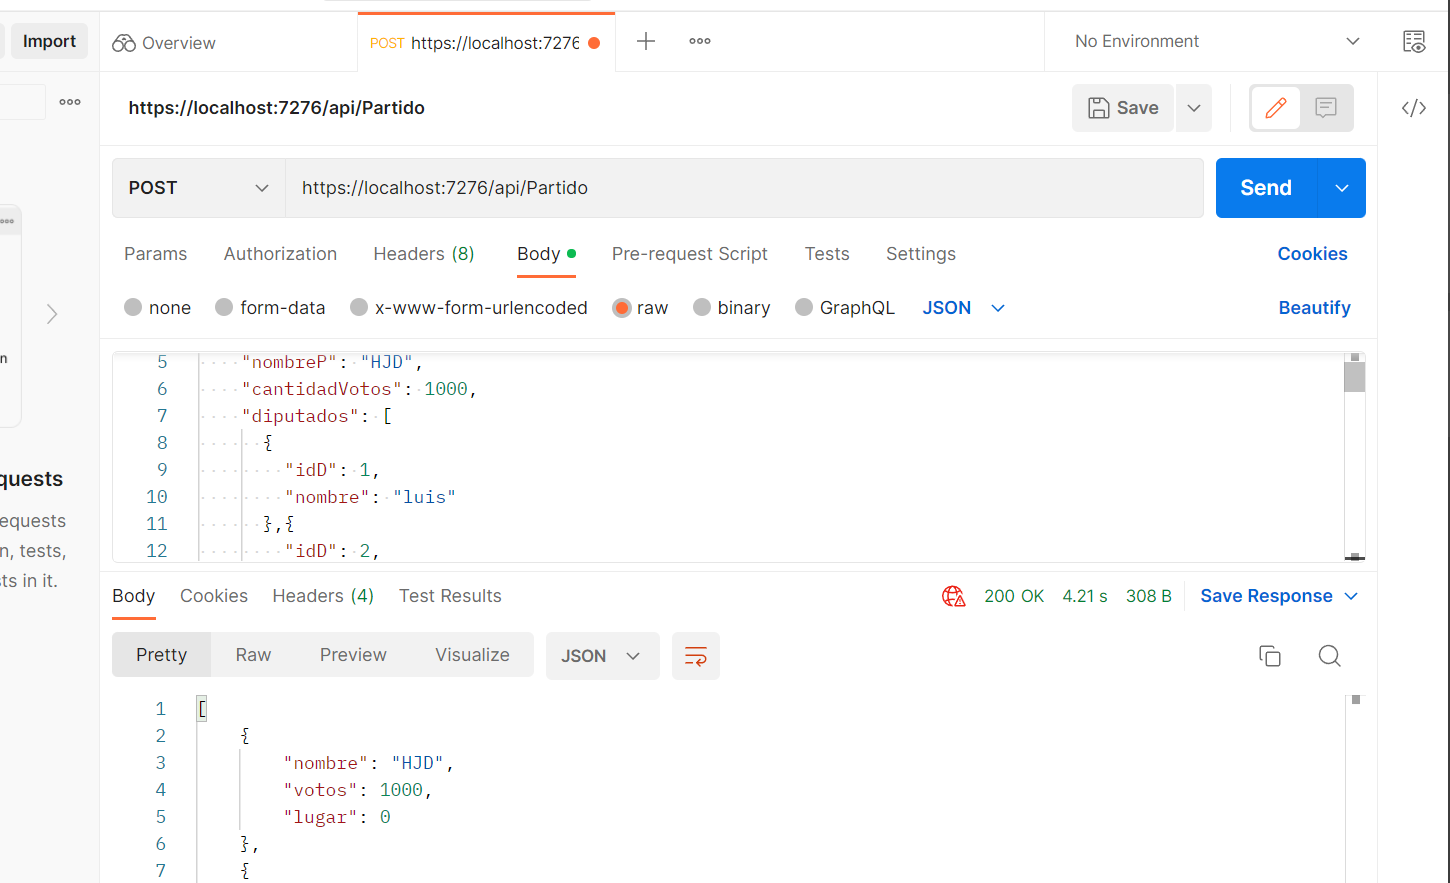 Import
Overview
POST https://localhost:7276
No Environment
https://localhost:7276/api/Partido
Save
POST
https://localhost:7276/api/Partido
Send
Params
Authorization
Headers (8)
Body
Pre-request Script
Tests
Settings
Cookies
none
form-data
x-www-form-urlencoded
raw
binary
GraphQL
JSON
Beautify
n
quests
equests
n, tests,
ts in it.
5 "nombreP": "HJD",
6 "cantidadVotos": 1000,
7 "diputados": [
8 {
9 "idD": 1,
10 "nombre": "luis"
11 },{
12 "idD": 2,
Body
Cookies
Headers (4)
Test Results
200 OK
4.21 s
308 B
Save Response
Pretty
Raw
Preview
Visualize
JSON
1 [
2 {
3 "nombre": "HJD",
4 "votos": 1000,
5 "lugar": 0
6 },
7 {